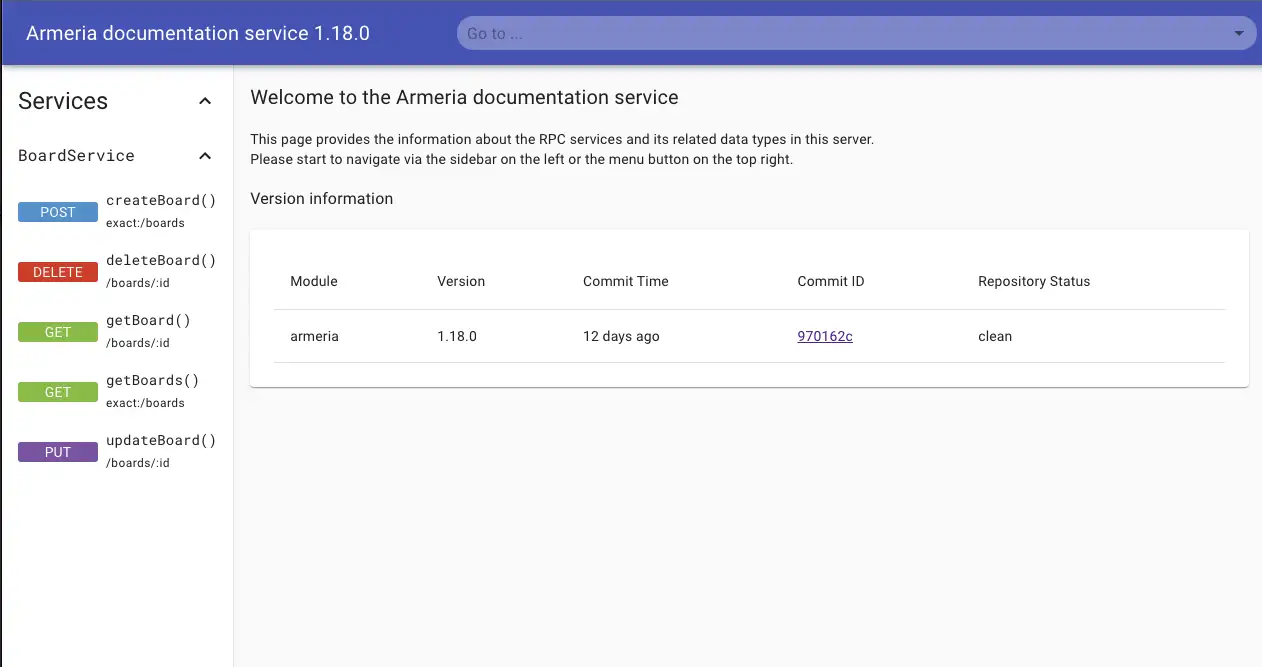 Armeria documentation service 1.18.0
Go to ...
Services
BoardService
POST createBoard()
exact:/boards
DELETE deleteBoard()
/boards/:id
GET getBoard()
/boards/:id
GET getBoards()
exact:/boards
PUT updateBoard()
/boards/:id
Welcome to the Armeria documentation service
This page provides the information about the RPC services and its related data types in this server.
Please start to navigate via the sidebar on the left or the menu button on the top right.
Version information
Module Version Commit Time Commit ID Repository Status
armeria 1.18.0 12 days ago 970162c clean